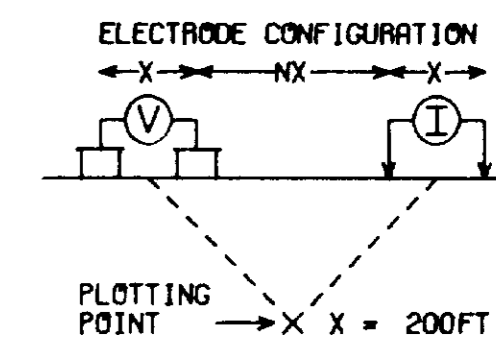 ELECTRODE CONFIGURATION
X NX X
V I
PLOTTING
POINT X X = 200FT